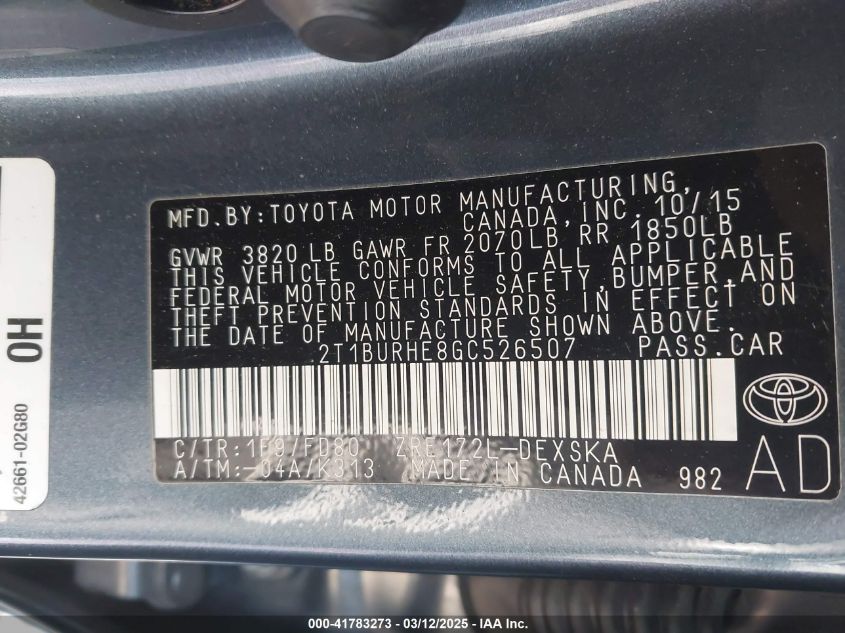 MFD.BY:TOYOTA MOTOR MANUFACTURING,
CANADA, INC. 10/15
GVWR 3820 LB GAWR FR 2070LB RR 1850LB
THIS VEHICLE CONFORMS TO ALL APPLICABLE
FEDERAL MOTOR VEHICLE SAFETY,BUMPER,AND
THEFT PREVENTION STANDARDS IN EFFECT ON
THE DATE OF MANUFACTURE SHOWN ABOVE.
2T1BURHE8GC526507 PASS.CAR
C/TR:1F9/FD80 ZRE172L-DEXSKA
A/TM:-04A/K313 MADE IN CANADA 982
AD
0H
42661-02G80
000-41783273 - 03/12/2025 - IAA Inc.